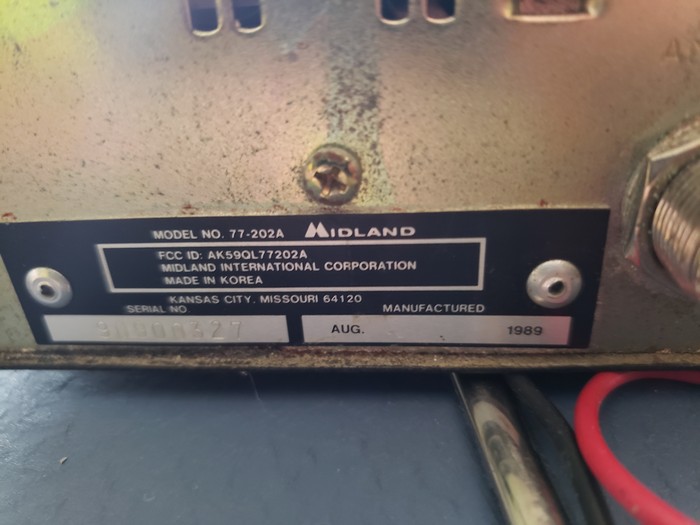 MODEL NO. 77-202A MIDLAND
FCC ID: AK59QL77202A
MIDLAND INTERNATIONAL CORPORATION
MADE IN KOREA
KANSAS CITY, MISSOURI 64120
SERIAL NO MANUFACTURED
AUG. 1989